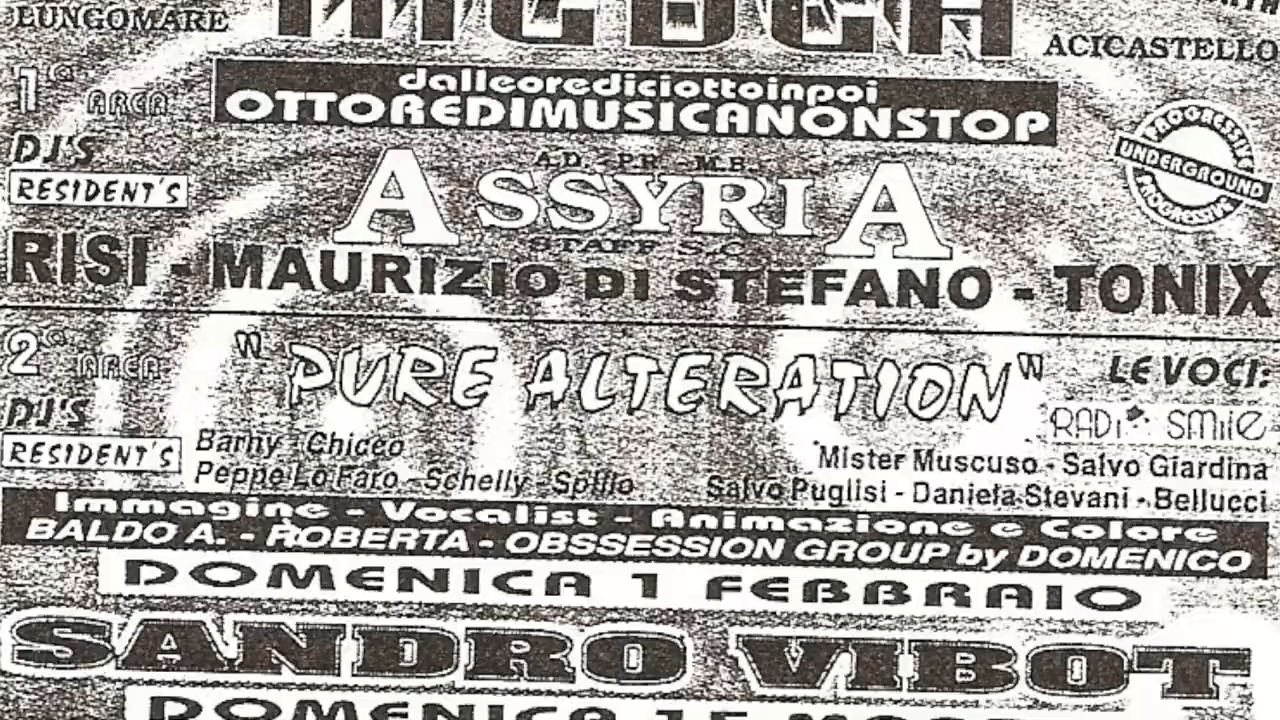 LUNGOMARE
ACICASTELLO
1a AREA
dalleorediciottoinpoi
OTTOREDIMUSICANONSTOP
PROGRESSIVE
UNDERGROUND
PROGRESSIVE
DJ'S
RESIDENT'S
A.D. - P.R. - M.B.
ASSYRIA
STAFF S.C.
RISI - MAURIZIO DI STEFANO - TONIX
2a AREA
"PURE ALTERATION"
LE VOCI:
RADIO SMILE
DJ'S
RESIDENT'S
Barny - Chicco
Peppe Lo Faro - Schelly - Spillo
Mister Muscuso - Salvo Giardina
Salvo Puglisi - Daniela Stevani - Bellucci
Immagine - Vocalist - Animazione e Colore
BALDO A. - ROBERTA - OBSSESSION GROUP by DOMENICO
DOMENICA 1 FEBBRAIO
SANDRO VIBOT
DOMENICA 15